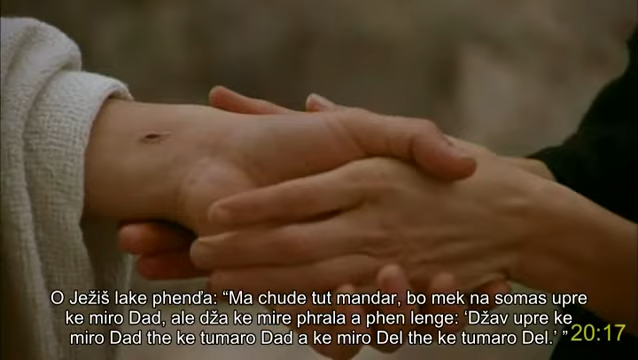 O Ježiš lake pheňďa: “Ma chude tut mandar, bo mek na somas upre
ke miro Dad, ale dža ke mire phrala a phen lenge: ‘Džav upre ke
miro Dad the ke tumaro Dad a ke miro Del the ke tumaro Del.’ ”
20:17